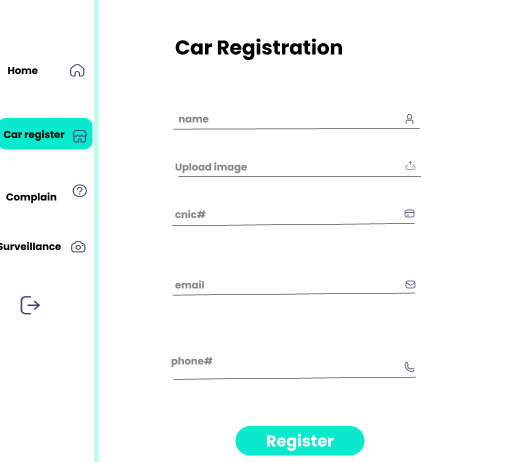 Home
Car register
Complain
Surveillance
Car Registration
name
Upload image
cnic#
email
phone#
Register